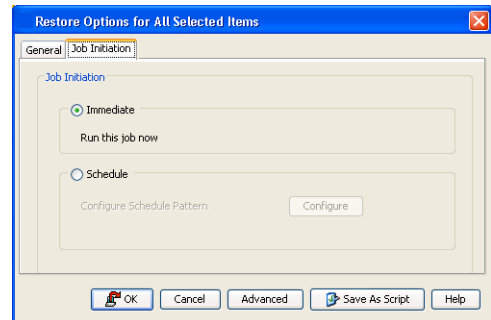 Restore Options for All Selected Items
General Job Initiation
Job Initiation
Immediate
Run this job now
Schedule
Configure Schedule Pattern Configure
OK Cancel Advanced Save As Script Help